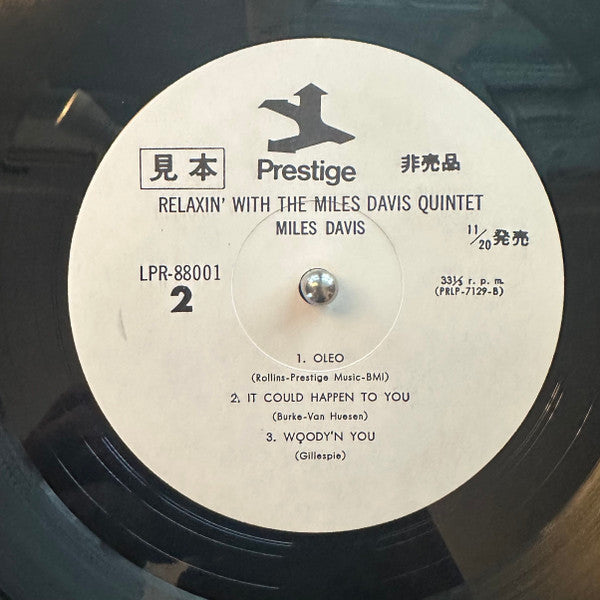 見本
Prestige
非売品
RELAXIN' WITH THE MILES DAVIS QUINTET
MILES DAVIS
11/20 発売
LPR-88001
2
33⅓ r. p. m.
(PRLP-7129-B)
1. OLEO
(Rollins-Prestige Music-BMI)
2. IT COULD HAPPEN TO YOU
(Burke-Van Huesen)
3. WOODY'N YOU
(Gillespie)